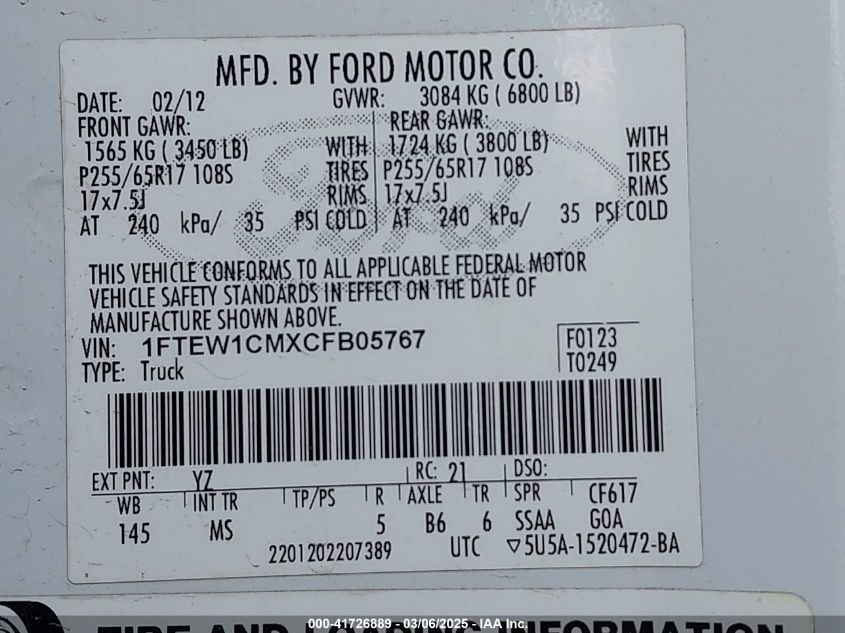 MFD. BY FORD MOTOR CO.
DATE: 02/12 GVWR: 3084 KG ( 6800 LB)
FRONT GAWR: REAR GAWR:
1565 KG ( 3450 LB) WITH 1724 KG ( 3800 LB) WITH
P255/65R17 108S TIRES P255/65R17 108S TIRES
17x7.5J RIMS 17x7.5J RIMS
AT 240 kPa/ 35 PSI COLD AT 240 kPa/ 35 PSI COLD
THIS VEHICLE CONFORMS TO ALL APPLICABLE FEDERAL MOTOR
VEHICLE SAFETY STANDARDS IN EFFECT ON THE DATE OF
MANUFACTURE SHOWN ABOVE.
VIN: 1FTEW1CMXCFB05767 F0123
TYPE: Truck T0249
EXT PNT: YZ RC: 21 DSO:
WB INT TR TP/PS R AXLE TR SPR CF617
145 MS 5 B6 6 SSAA GOA
2201202207389 UTC ▽5U5A-1520472-BA
TIRE AND LOADING INFORMATION
000-41726889 - 03/06/2025 - IAA Inc.